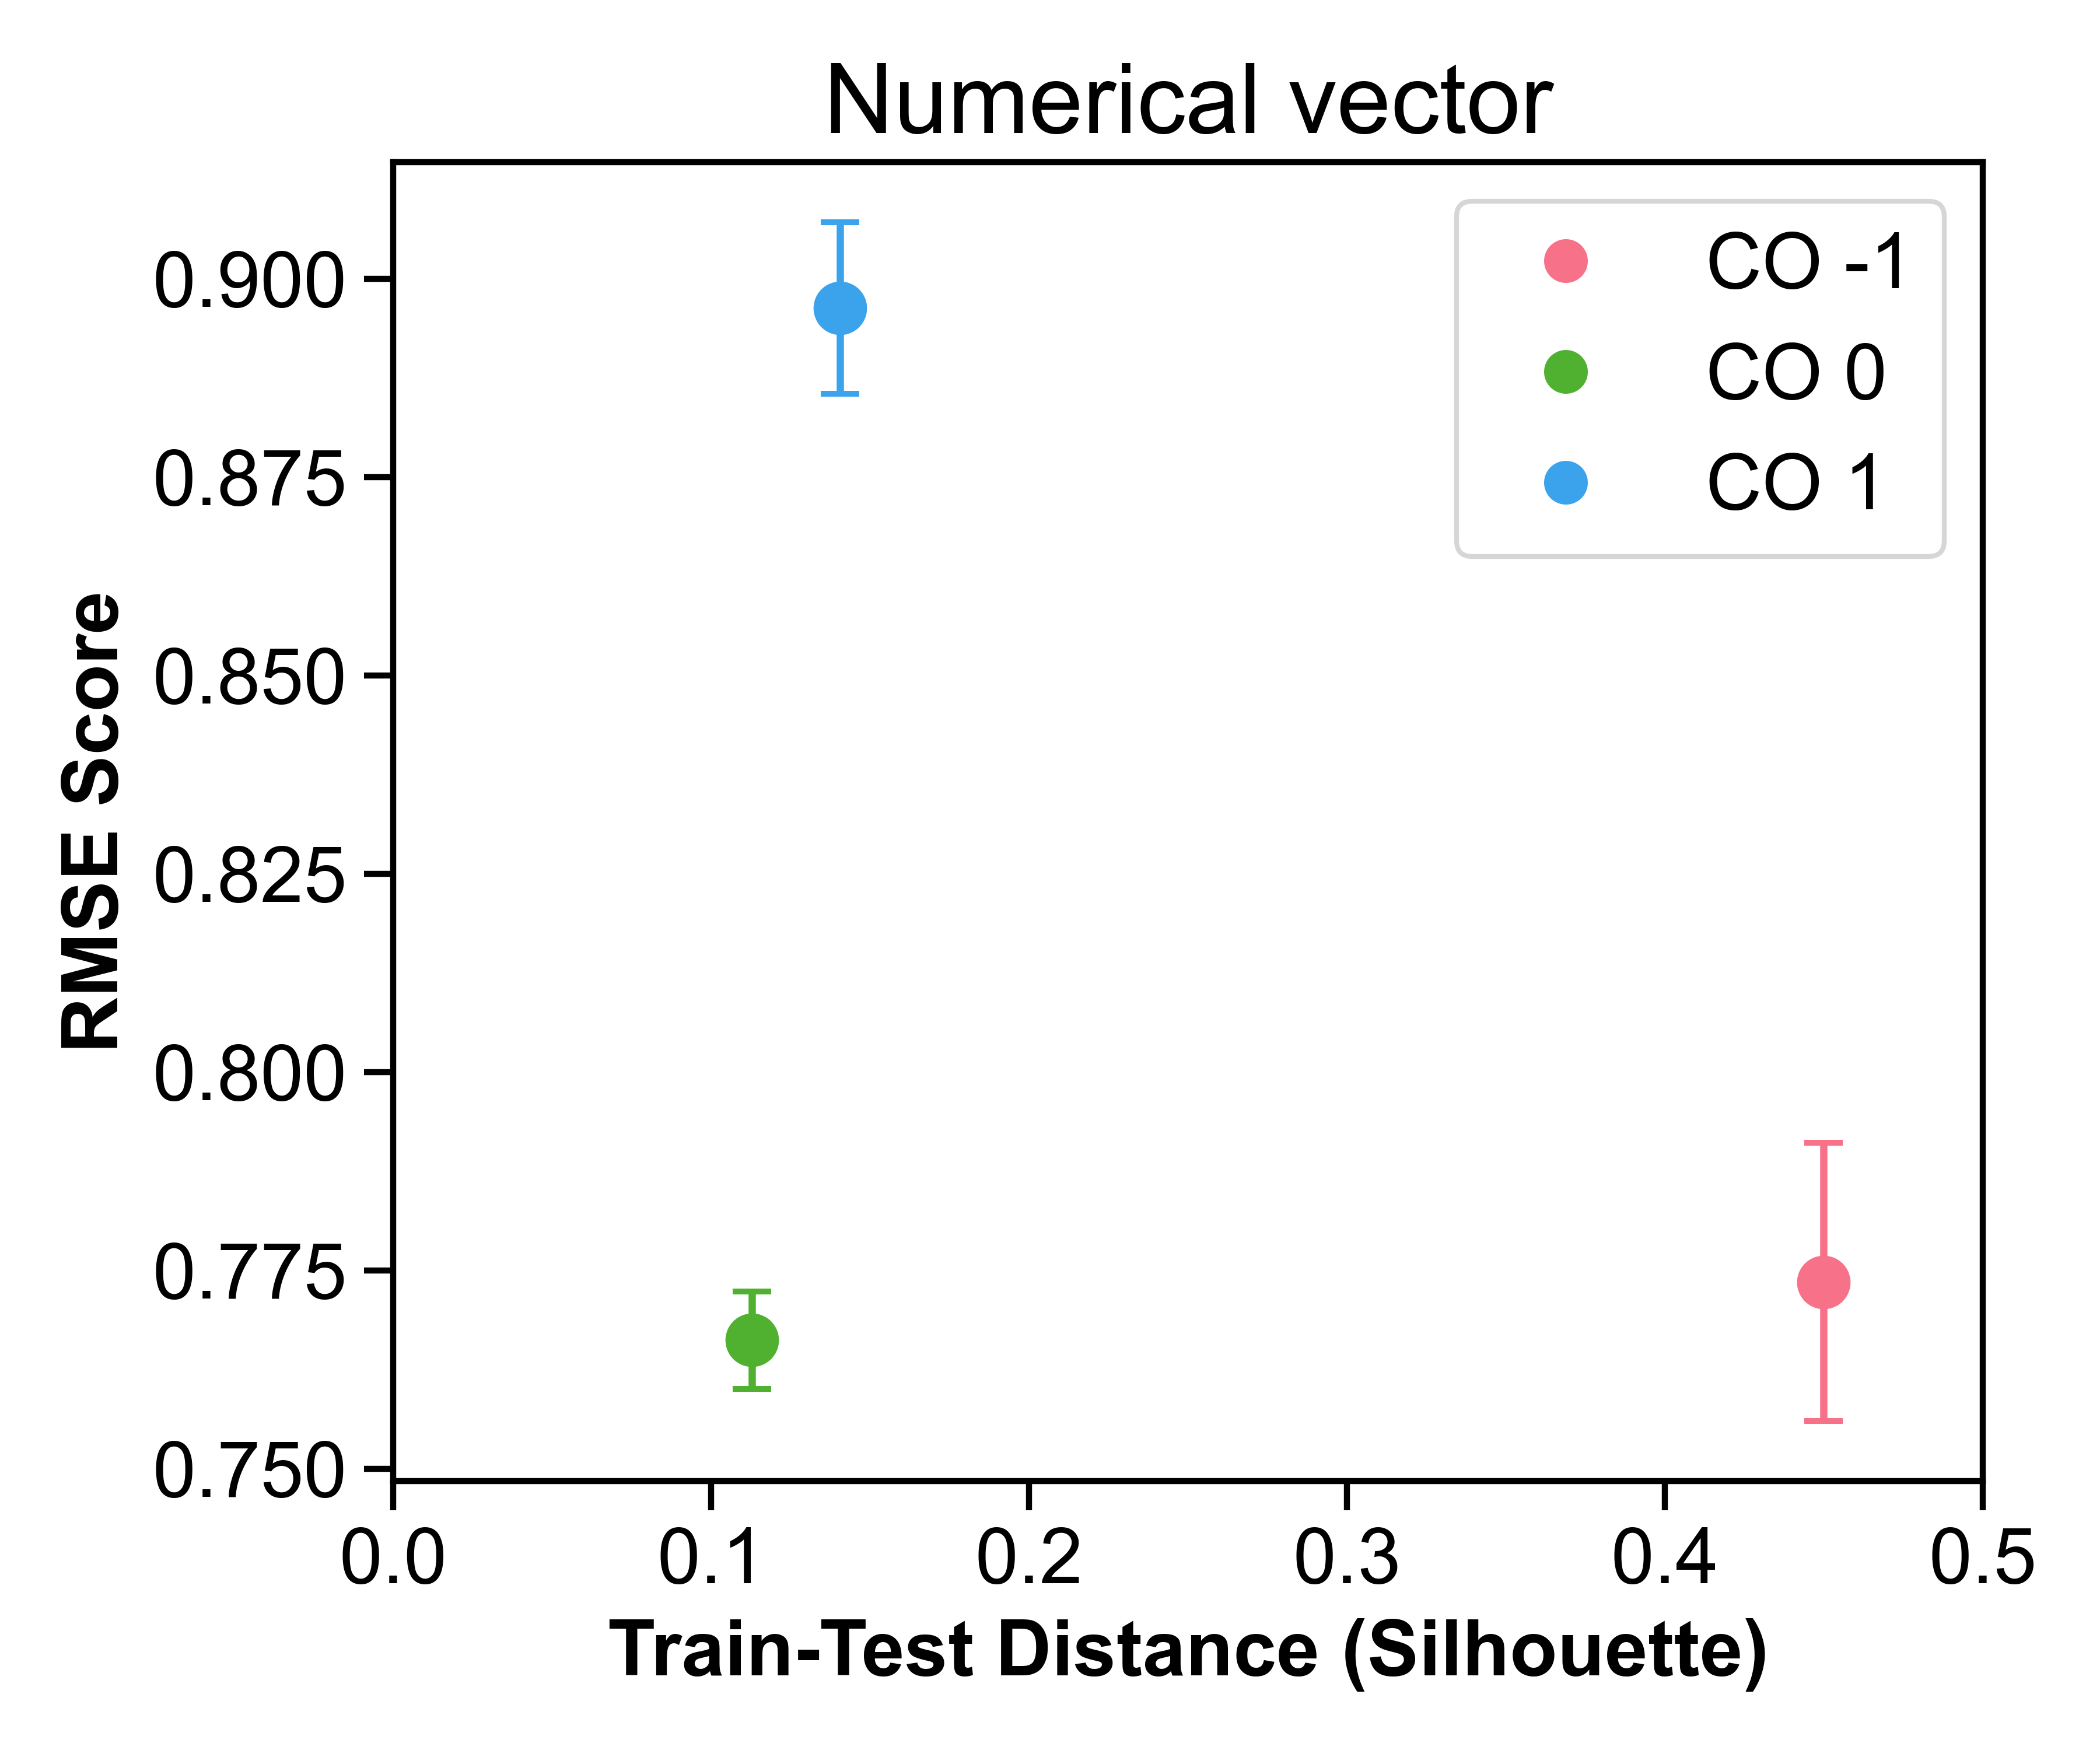 Numerical vector
CO -1
CO 0
CO 1
RMSE Score
0.900
0.875
0.850
0.825
0.800
0.775
0.750
0.0 0.1 0.2 0.3 0.4 0.5
Train-Test Distance (Silhouette)